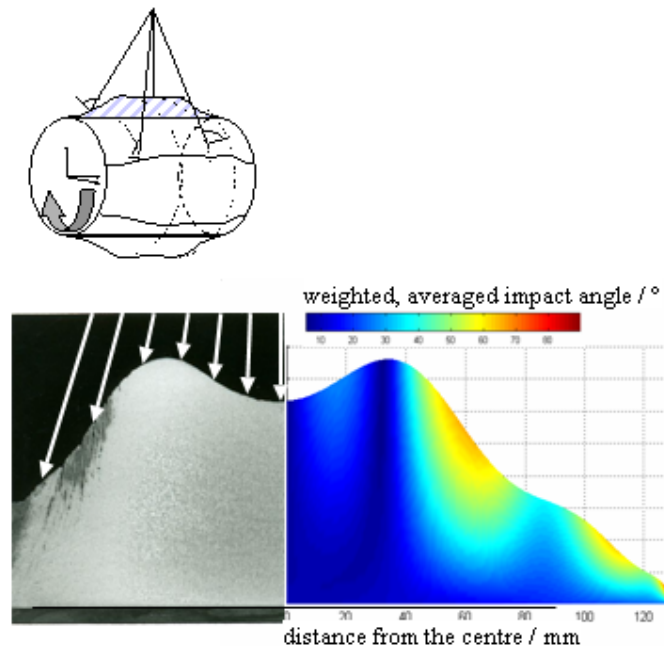 weighted, averaged impact angle / °
10 20 30 40 50 60 70 80
0 20 40 60 80 100 120
distance from the centre / mm